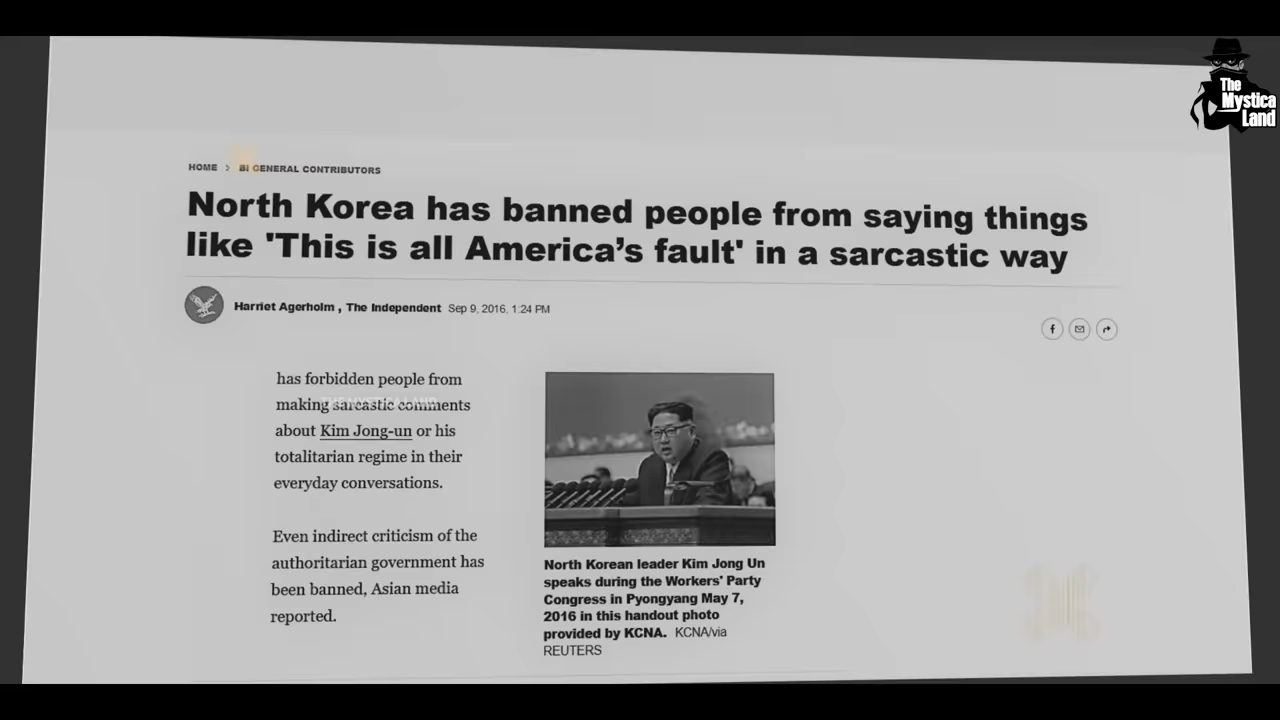 The
Mystica
Land
HOME > BI GENERAL CONTRIBUTORS
North Korea has banned people from saying things
like 'This is all America’s fault' in a sarcastic way
Harriet Agerholm , The Independent Sep 9, 2016, 1:24 PM
has forbidden people from
making sarcastic comments
THE MYSTICA LAND
about Kim Jong-un or his
totalitarian regime in their
everyday conversations.
Even indirect criticism of the
authoritarian government has
been banned, Asian media
reported.
North Korean leader Kim Jong Un
speaks during the Workers' Party
Congress in Pyongyang May 7,
2016 in this handout photo
provided by KCNA. KCNA/via
REUTERS